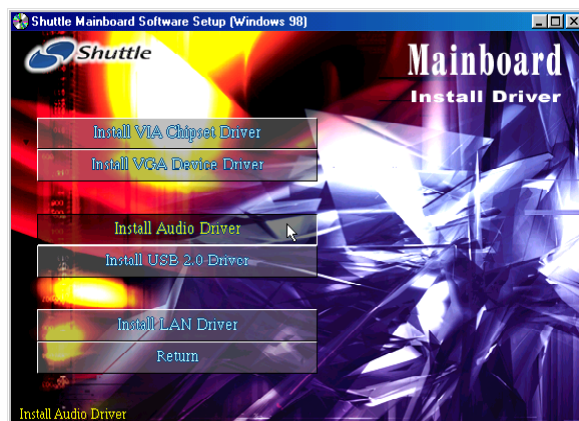 Shuttle Mainboard Software Setup (Windows 98)
Shuttle
Mainboard
Install Driver
Install VIA Chipset Driver
Install VGA Device Driver
Install Audio Driver
Install USB 2.0 Driver
Install LAN Driver
Return
Install Audio Driver